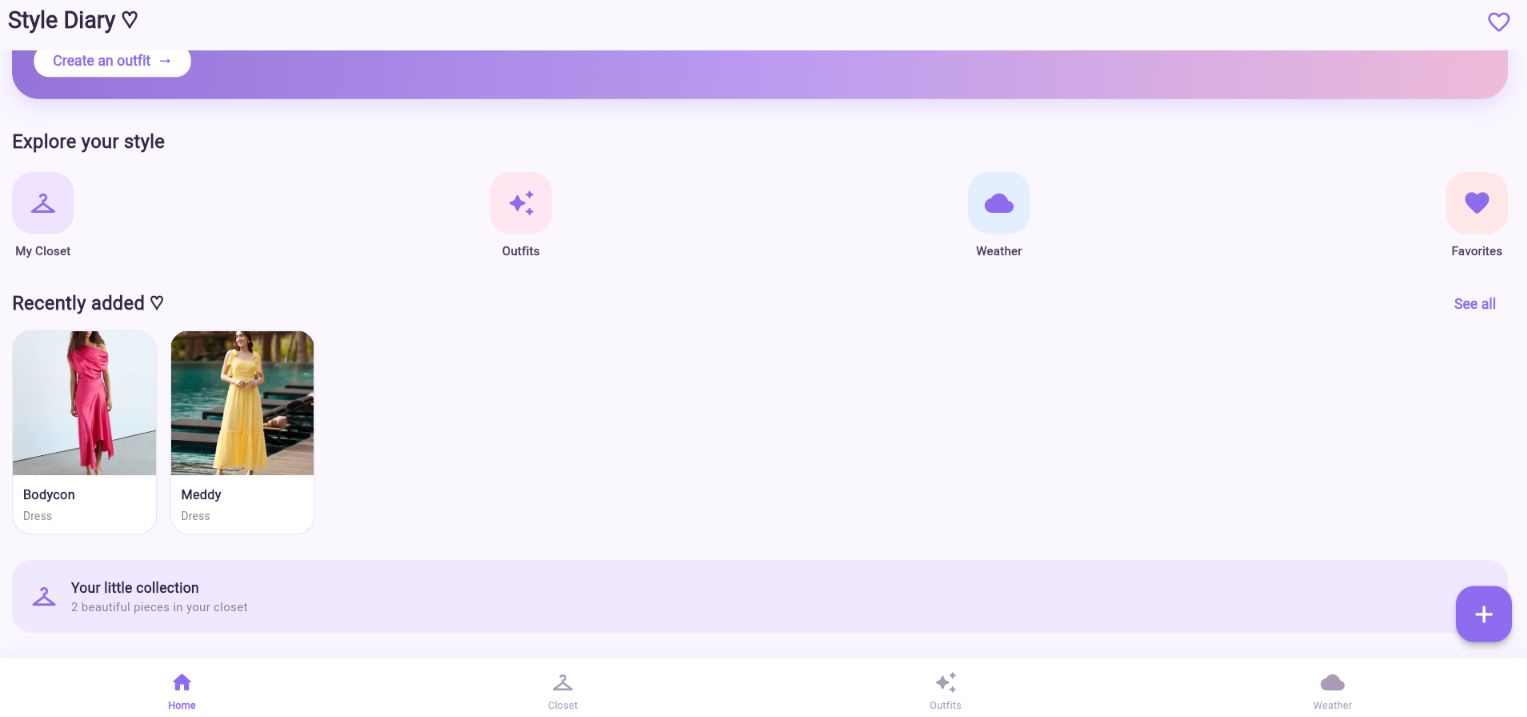 Style Diary ♡
Create an outfit →
Explore your style
My Closet
Outfits
Weather
Favorites
Recently added ♡
See all
Bodycon
Dress
Meddy
Dress
Your little collection
2 beautiful pieces in your closet
Home
Closet
Outfits
Weather